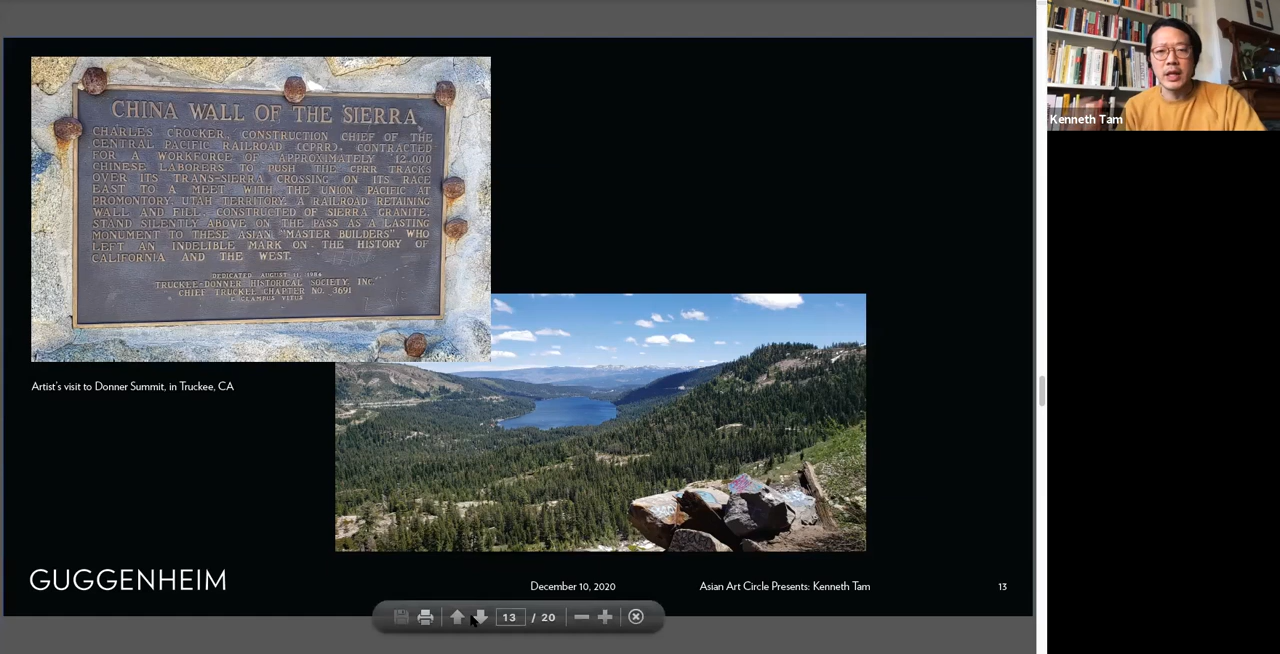 CHINA WALL OF THE SIERRA
CHARLES CROCKER, CONSTRUCTION CHIEF OF THE
CENTRAL PACIFIC RAILROAD (CPRR), CONTRACTED
FOR A WORKFORCE OF APPROXIMATELY 12,000
CHINESE LABORERS TO PUSH THE CPRR TRACKS
OVER ITS TRANS-SIERRA CROSSING ON ITS RACE
EAST TO A MEET WITH THE UNION PACIFIC AT
PROMONTORY, UTAH TERRITORY. A RAILROAD RETAINING
WALL AND FILL, CONSTRUCTED OF SIERRA GRANITE,
STAND SILENTLY ABOVE ON THE PASS AS A LASTING
MONUMENT TO THESE ASIAN "MASTER BUILDERS" WHO
LEFT AN INDELIBLE MARK ON THE HISTORY OF
CALIFORNIA AND THE WEST.
DEDICATED AUGUST 11, 1984
TRUCKEE-DONNER HISTORICAL SOCIETY, INC.
CHIEF TRUCKEE CHAPTER NO. 3691
E CLAMPUS VITUS
Artist's visit to Donner Summit, in Truckee, CA
GUGGENHEIM
December 10, 2020
Asian Art Circle Presents: Kenneth Tam
13
13 / 20
Kenneth Tam